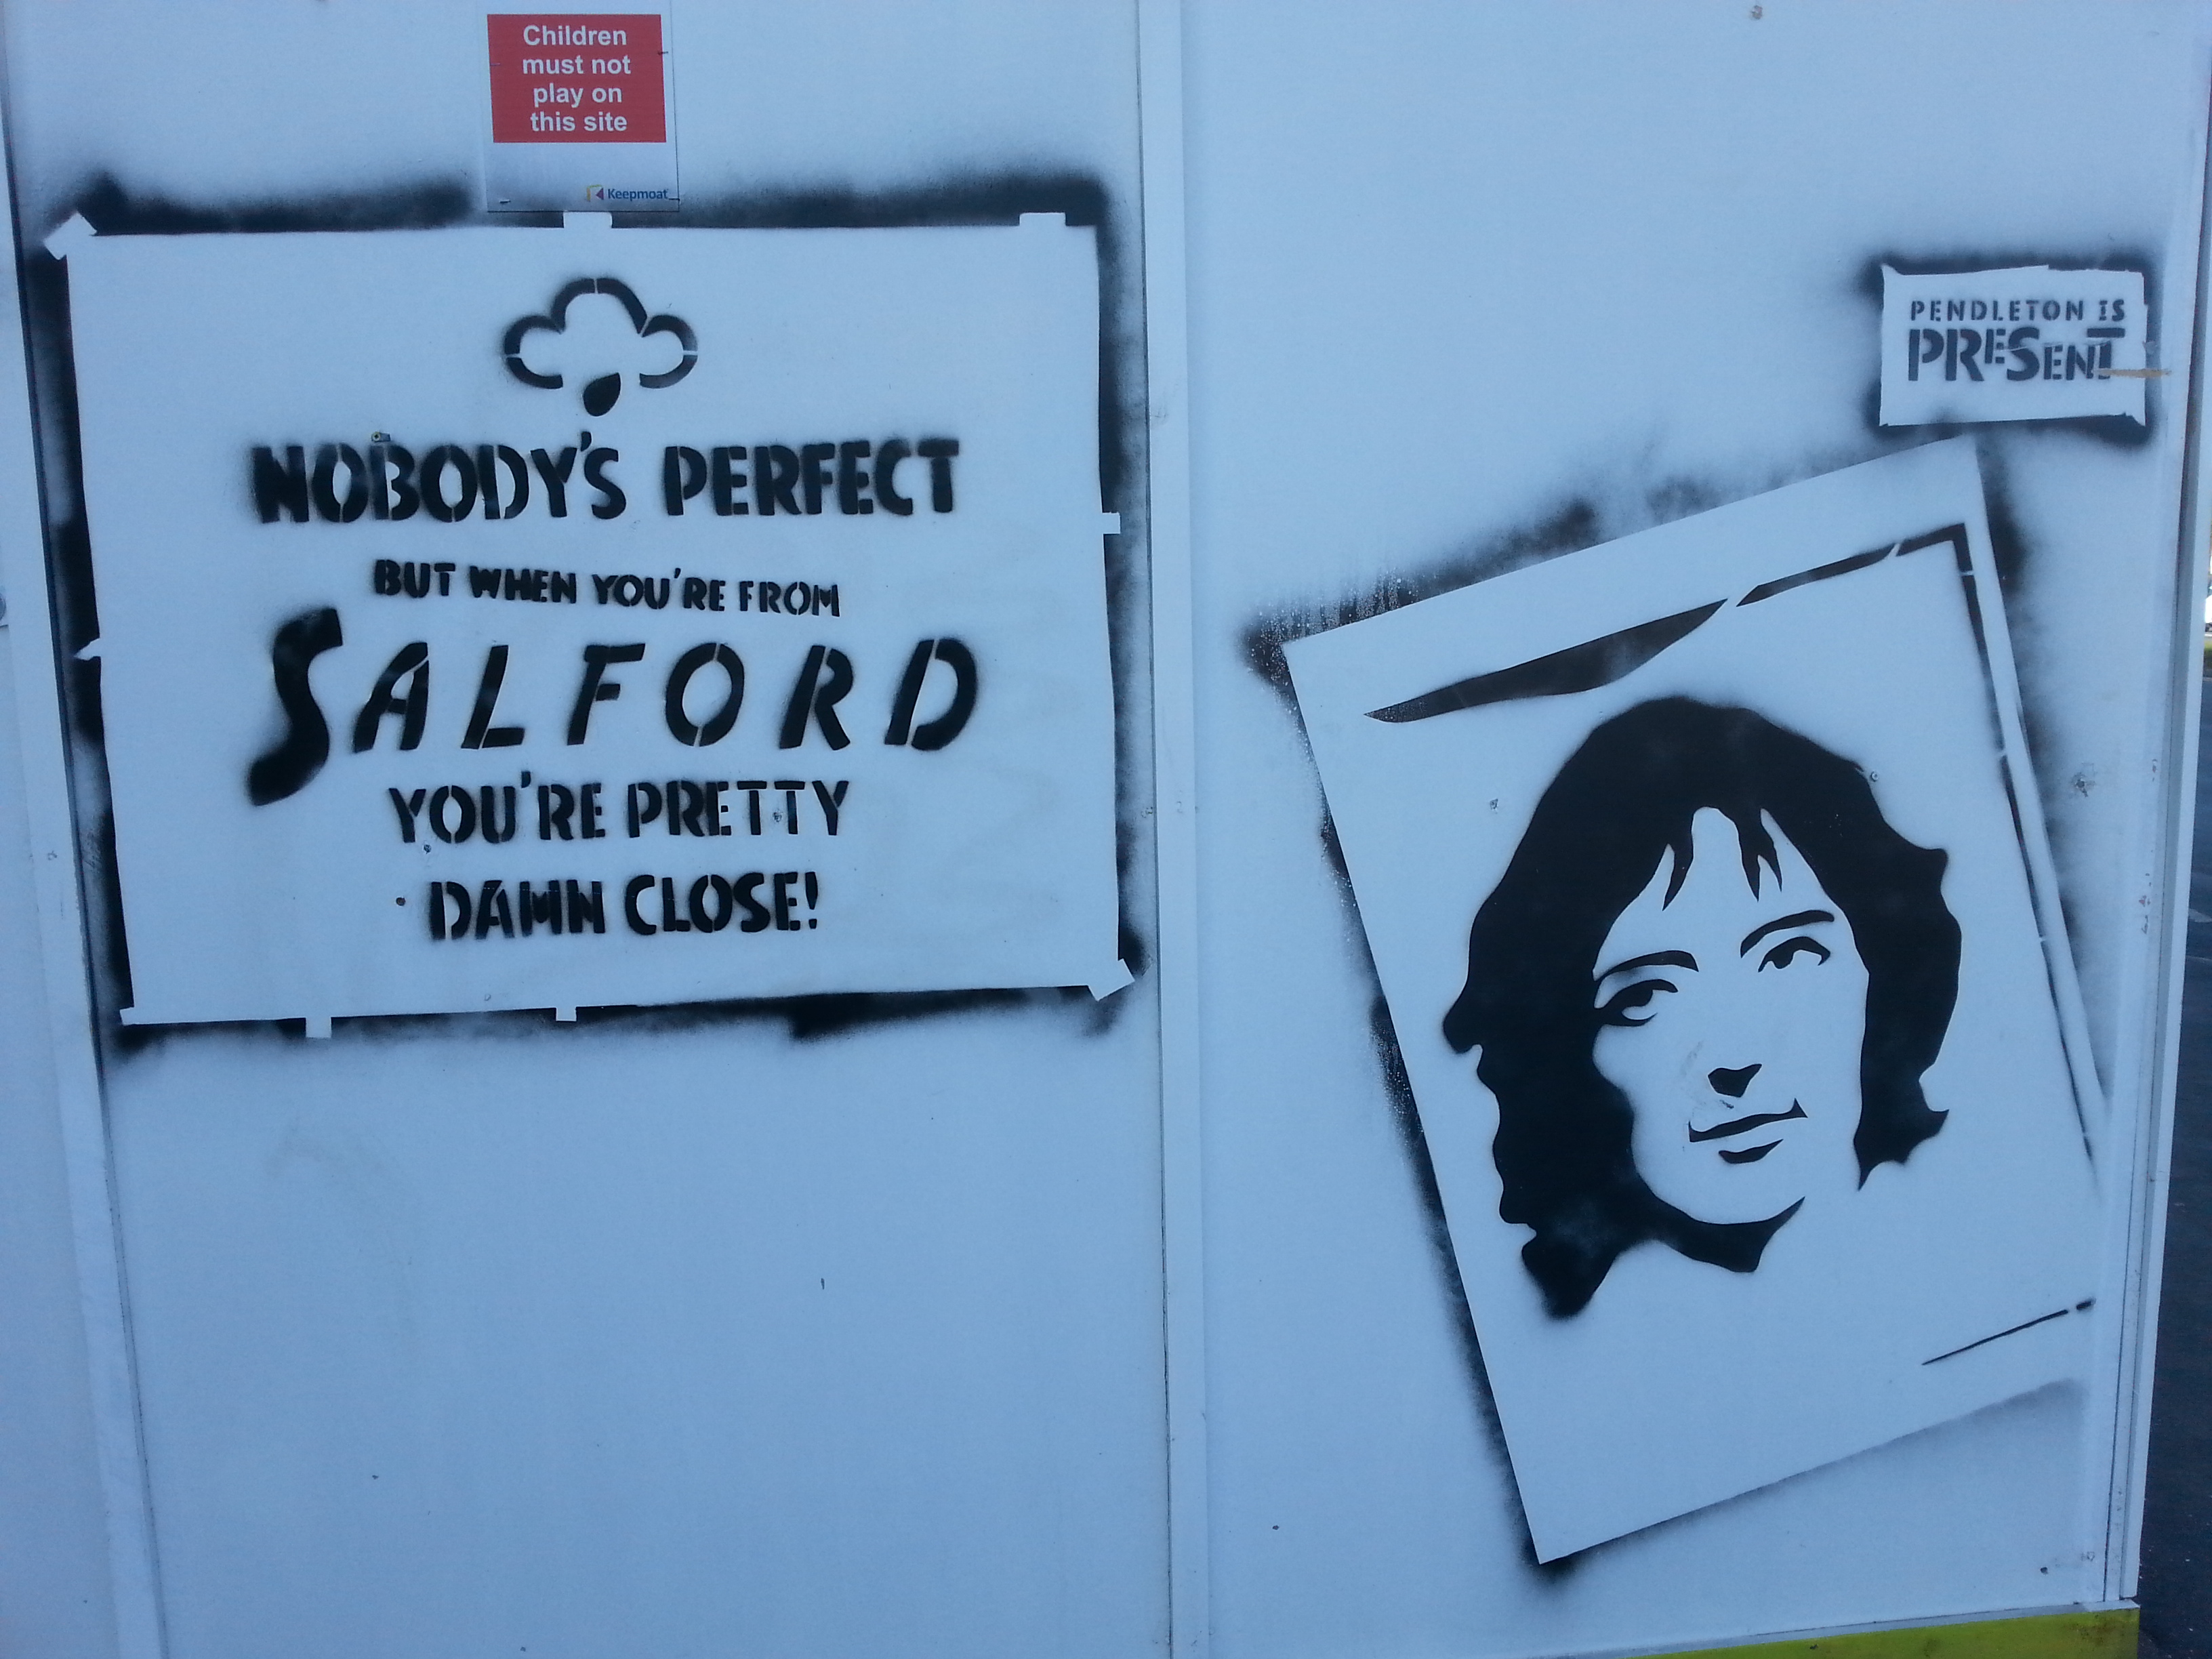 Children
must not
play on
this site
Keepmoat
NOBODY'S PERFECT
BUT WHEN YOU'RE FROM
SALFORD
YOU'RE PRETTY
DAMN CLOSE!
PENDLETON IS
PRESENT